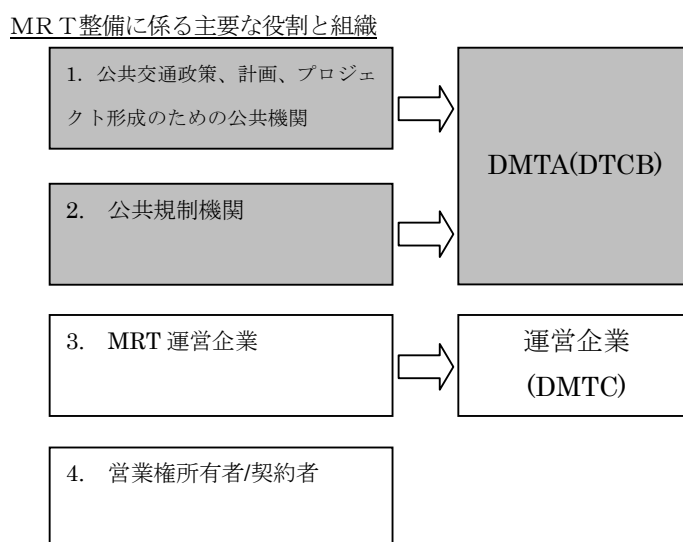 ＭＲＴ整備に係る主要な役割と組織
1. 公共交通政策、計画、プロジェ
クト形成のための公共機関
DMTA(DTCB)
2. 公共規制機関
3. MRT 運営企業
運営企業
(DMTC)
4. 営業権所有者/契約者